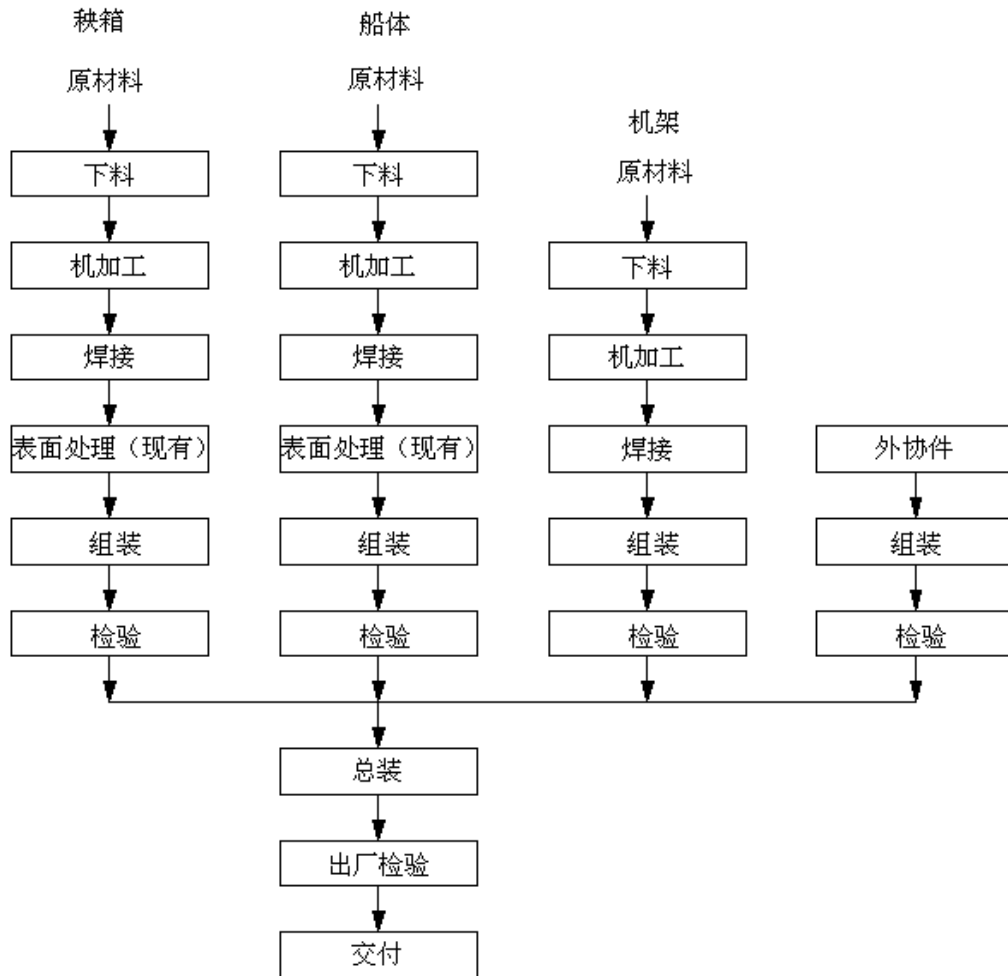 秧箱
船体
原材料
原材料
机架
原材料
下料
下料
机加工
机加工
下料
焊接
焊接
机加工
表面处理（现有）
表面处理（现有）
焊接
外协件
组装
组装
组装
组装
检验
检验
检验
检验
总装
出厂检验
交付